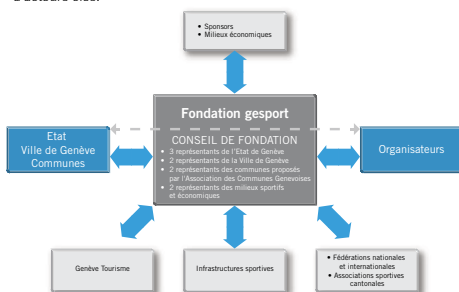 • Sponsors
• Milieux économiques
Fondation gesport
CONSEIL DE FONDATION
• 3 représentants de l'Etat de Genève
• 2 représentants de la Ville de Genève
• 2 représentants des communes proposés
par l'Association des Communes Genevoises
• 2 représentants des milieux sportifs
et économiques
Etat
Ville de Genève
Communes
Organisateurs
Genève Tourisme
Infrastructures sportives
• Fédérations nationales
et internationales
• Associations sportives
cantonales